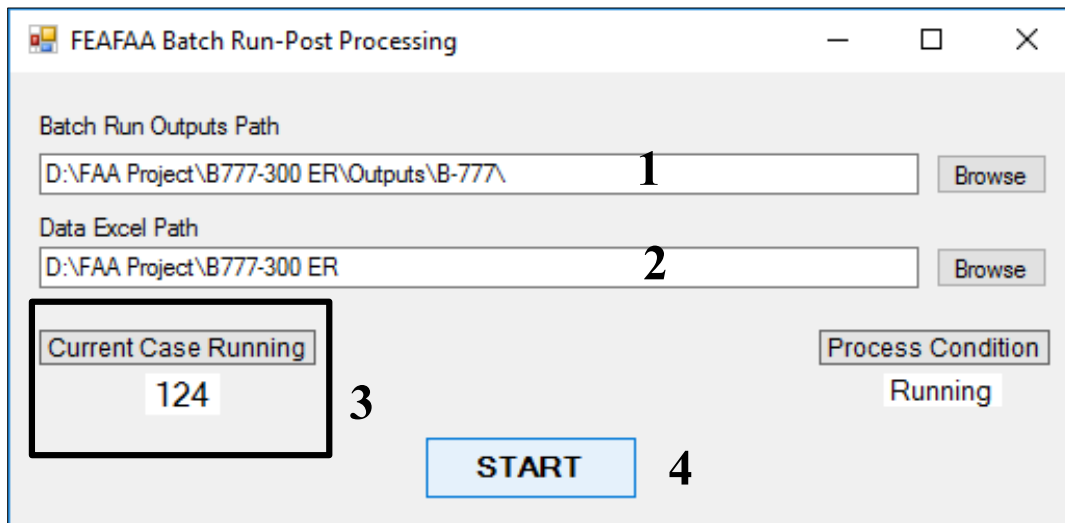 FEAFAA Batch Run-Post Processing
Batch Run Outputs Path
D:\FAA Project\B777-300 ER\Outputs\B-777\ 1 Browse
Data Excel Path
D:\FAA Project\B777-300 ER 2 Browse
Current Case Running Process Condition
124 3 Running
START 4